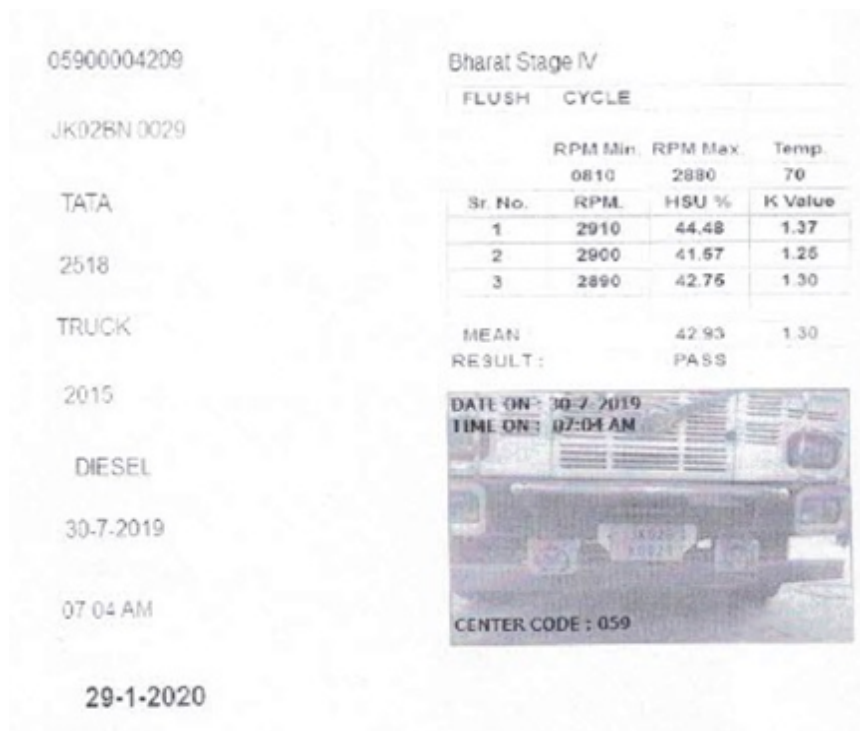 05900004209
JK02BN 0029
TATA
2518
TRUCK
2015
DIESEL
30-7-2019
07 04 AM
29-1-2020
Bharat Stage IV
FLUSH CYCLE
RPM Min. RPM Max. Temp.
0810 2880 70
Sr. No. RPM. HSU % K Value
1 2910 44.48 1.37
2 2900 41.57 1.25
3 2890 42.75 1.30
MEAN 42.93 1.30
RESULT : PASS
DATE ON : 30-7-2019
TIME ON : 07:04 AM
CENTER CODE : 059